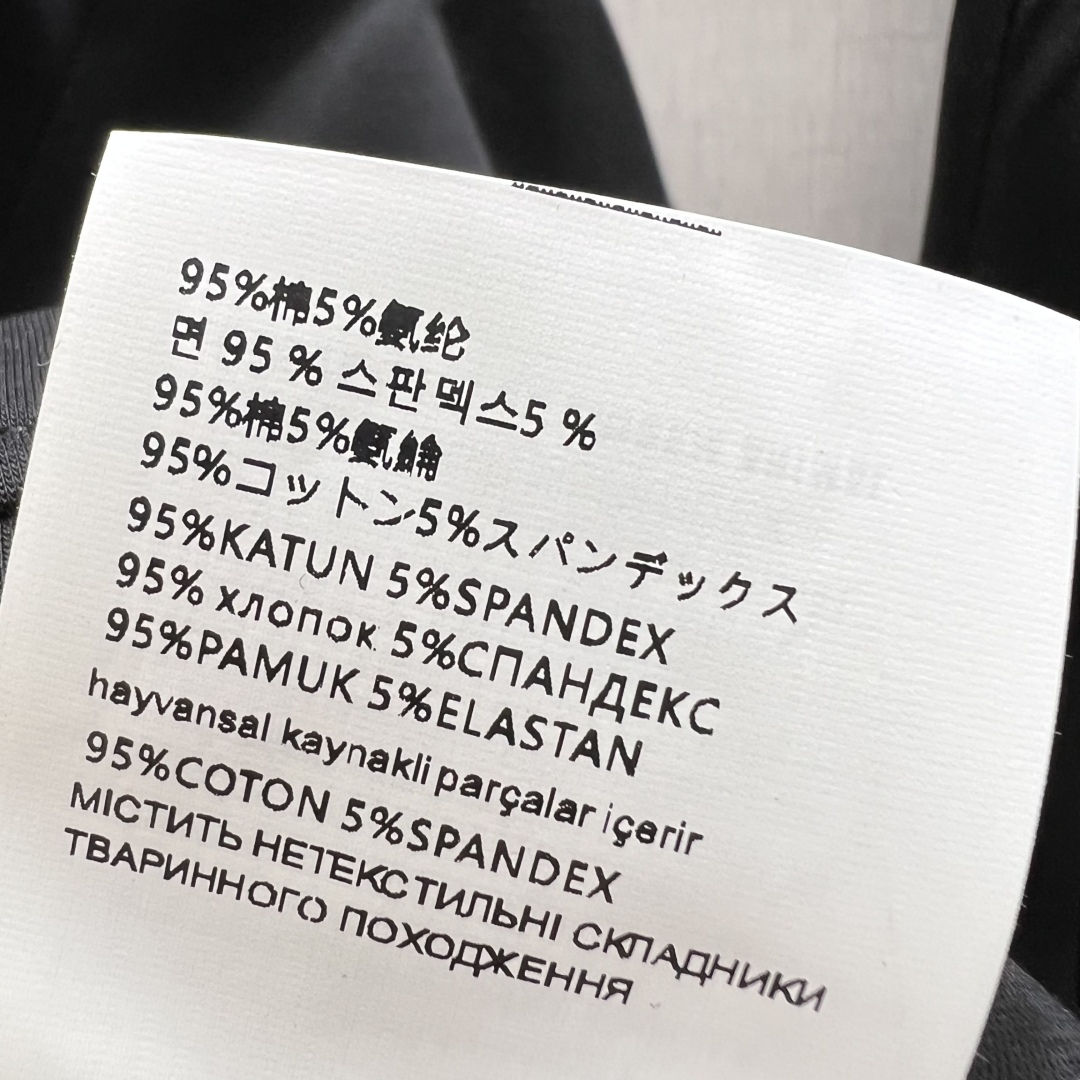 95%棉5%氨纶
면 95 % 스판덱스5 %
95%棉5%氨綸
95%コットン5%スパンデックス
95%KATUN 5%SPANDEX
95% хлопок 5%СПАНДЕКС
95%PAMUK 5%ELASTAN
hayvansal kaynakli parçalar içerir
95%COTON 5%SPANDEX
МІСТИТЬ НЕТЕКСТИЛЬНІ СКЛАДНИКИ
ТВАРИННОГО ПОХОДЖЕННЯ